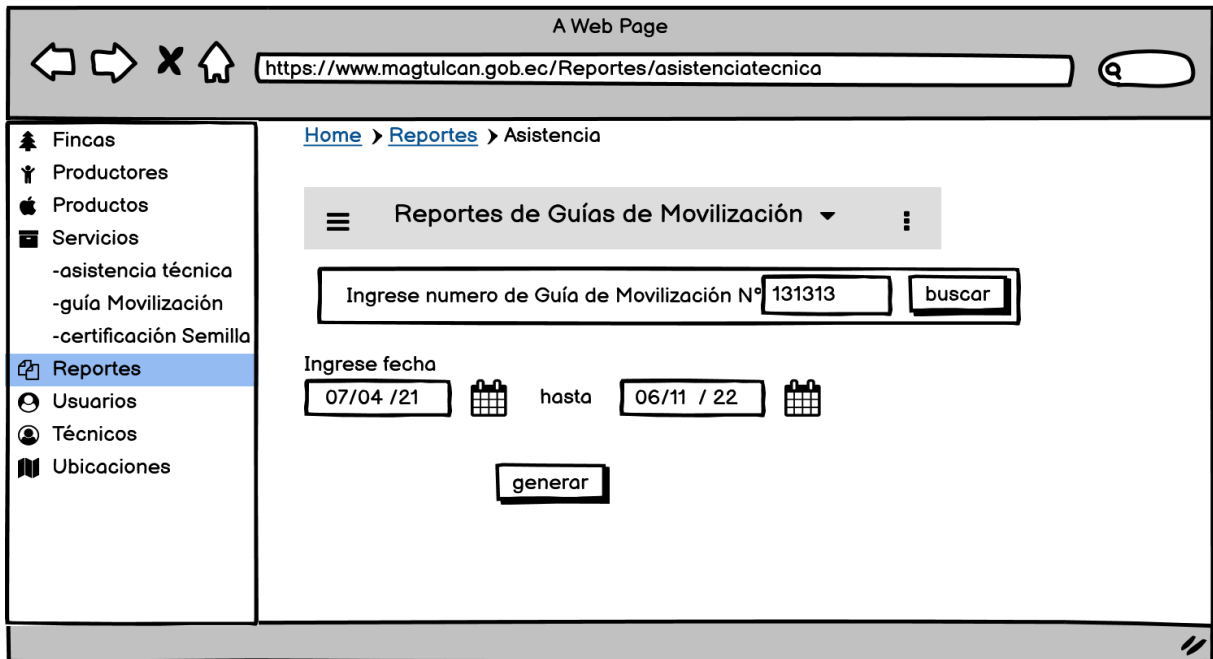 A Web Page
https://www.magtulcan.gob.ec/Reportes/asistenciatecnica
Fincas
Productores
Productos
Servicios
-asistencia técnica
-guía Movilización
-certificación Semilla
Reportes
Usuarios
Técnicos
Ubicaciones
Home > Reportes > Asistencia
Reportes de Guías de Movilización
Ingrese numero de Guía de Movilización N° 131313 buscar
Ingrese fecha
07/04 /21 hasta 06/11 / 22
generar